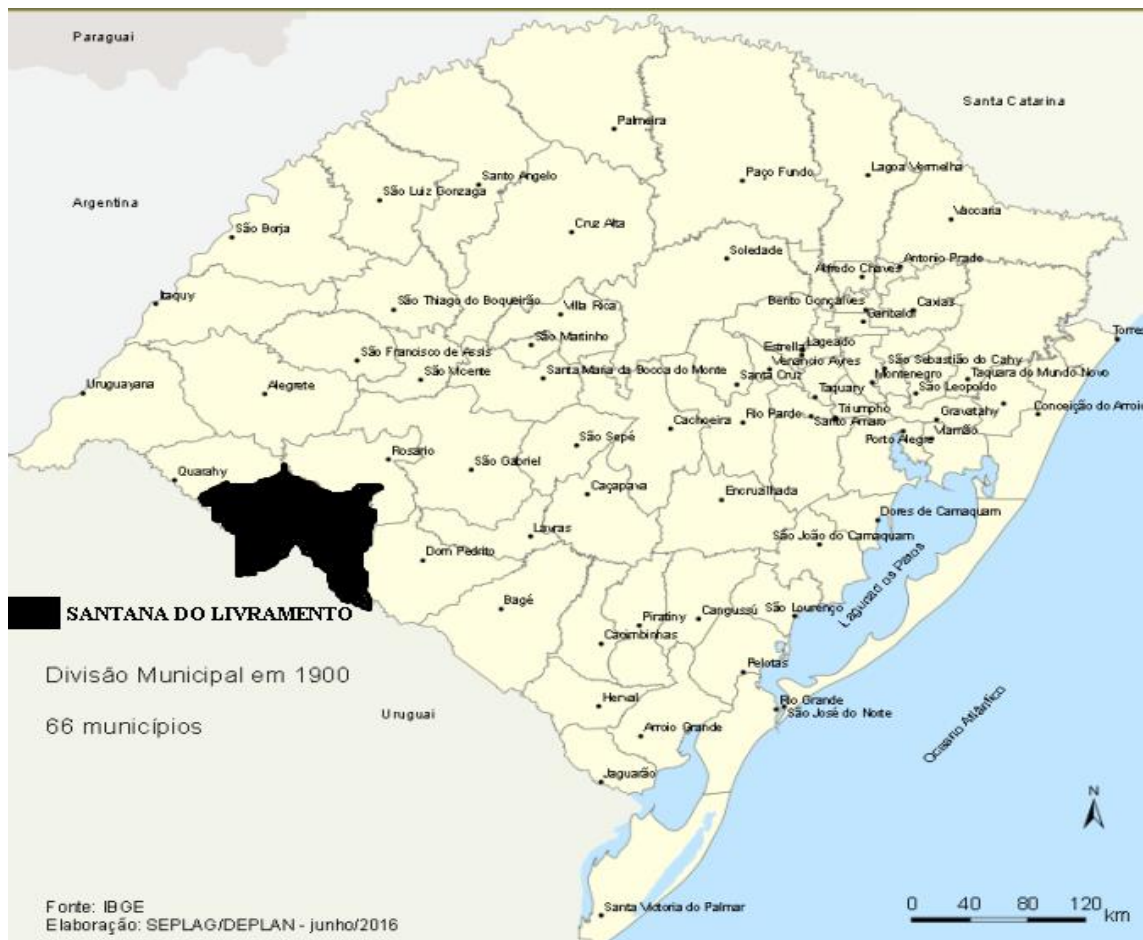 Paraguai
Santa Catarina
Palmeira
Lagoa Vermelha
Santo Angelo
Paço Fundo
São Luiz Gonzaga
Argentina
Vaccaria
São Borja
Cruz Alta
Soledade
Antonio Prado
Alfredo Chaves
Itaquy
São Thiago do Boqueirão
Villa Rica
Bento Gonçalves
Caxias
Garibaldi
Torres
São Martinho
Estrella
Lageado
São Francisco de Assis
Venancio Ayres
São Sebastião do Cahy
São Vicente
Santa Maria da Bocca do Monte
Santa Cruz
Montenegro
Taquara do Mundo Novo
Uruguayana
Alegrete
Taquary
São Leopoldo
Cachoeira
Rio Pardo
Triumpho
Santo Amaro
Gravatahy
Conceição do Arroio
Porto Alegre
Viamão
São Sepé
Rosario
São Gabriel
Quarahy
Caçapava
Encruzilhada
Dores de Camaquam
Lavras
São João do Camaquam
Dom Pedrito
Lagunad os Patos
SANTANA DO LIVRAMENTO
Bagé
Piratiny
Cangussú
São Lourenço
Cacimbinhas
Divisão Municipal em 1900
Pelotas
66 municípios
Uruguai
Herval
Rio Grande
São José do Norte
Arroio Grande
Oceano Atlântico
Jaguarão
N
Santa Victoria do Palmar
Fonte: IBGE
Elaboração: SEPLAG/DEPLAN - junho/2016
0 40 80 120 km